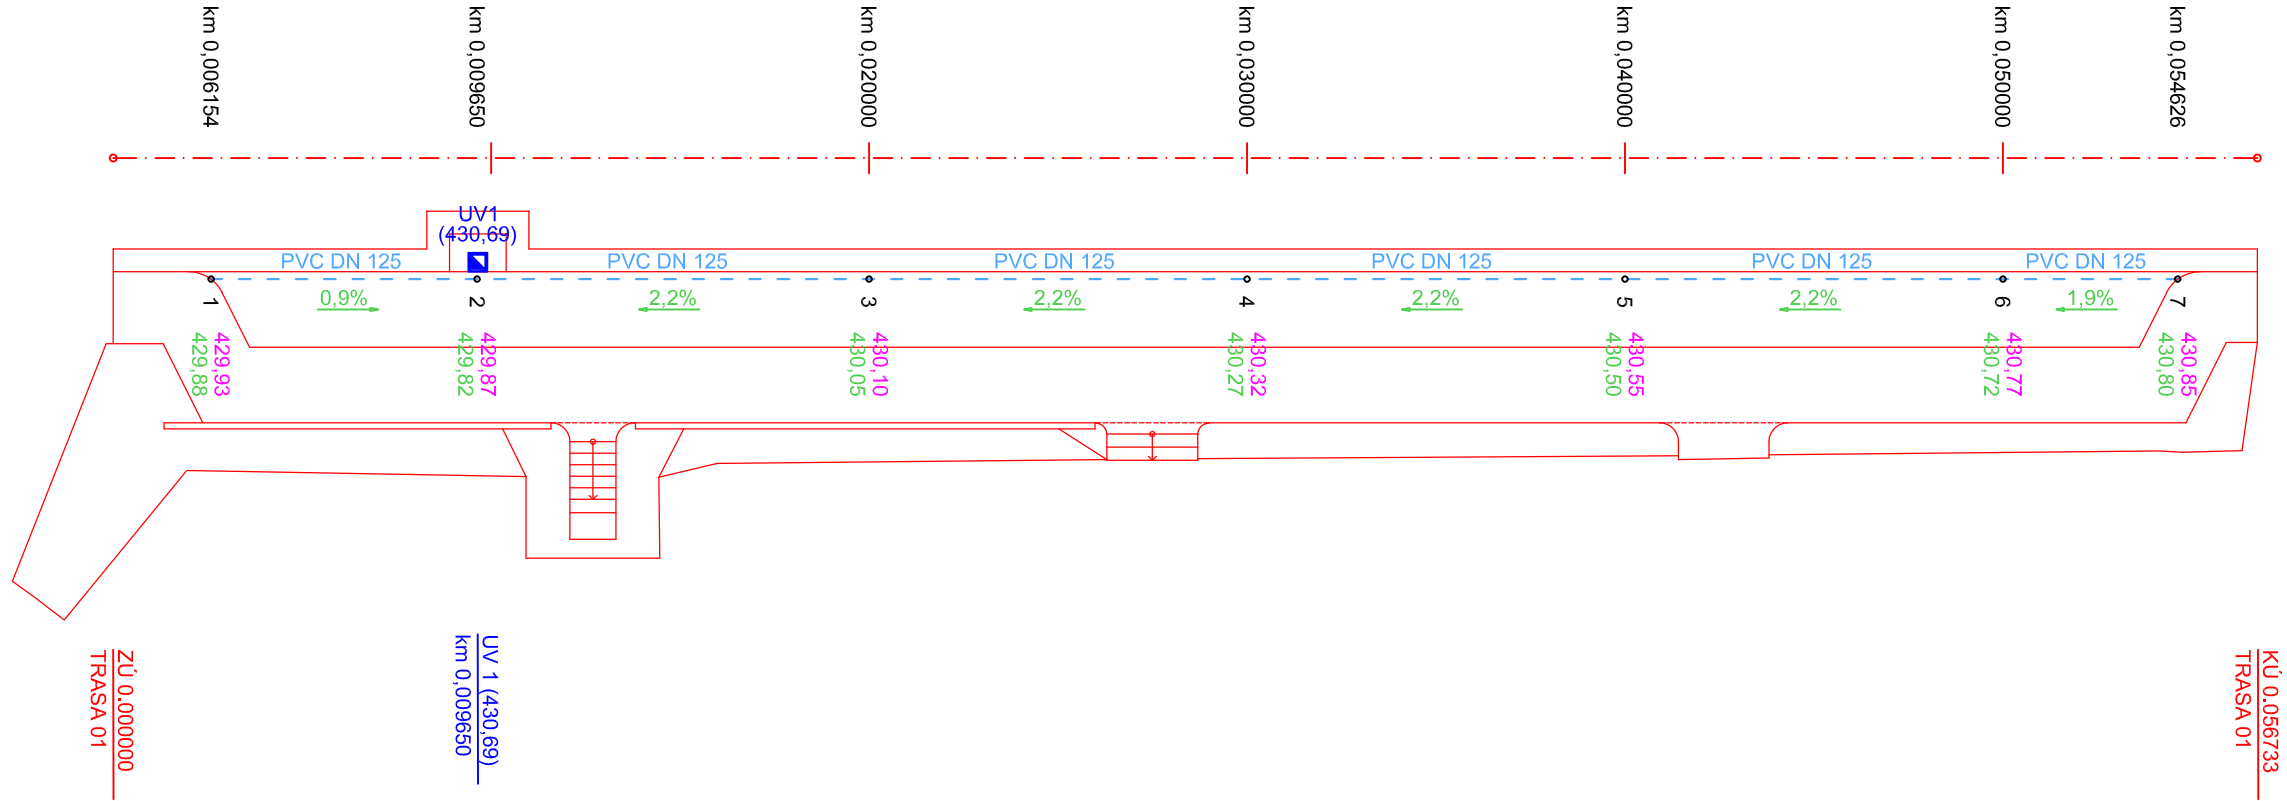 km 0,006154
km 0,009650
km 0,020000
km 0,030000
km 0,040000
km 0,050000
km 0,054626
UV1
(430,69)
PVC DN 125
PVC DN 125
PVC DN 125
PVC DN 125
PVC DN 125
PVC DN 125
0,9%
2,2%
2,2%
2,2%
2,2%
1,9%
1
2
3
4
5
6
7
429,93
429,88
429,87
429,82
430,10
430,05
430,32
430,27
430,55
430,50
430,77
430,72
430,85
430,80
ZÚ 0.000000
TRASA 01
UV 1 (430,69)
km 0,009650
KÚ 0.056733
TRASA 01